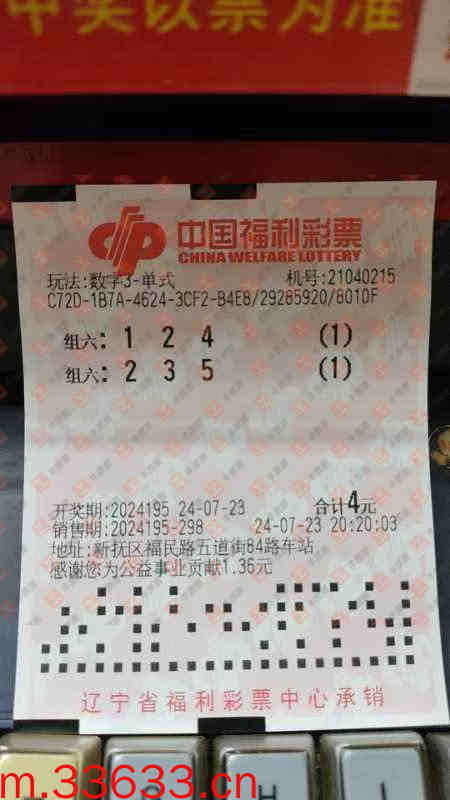 中奖以票为准
中国福利彩票
CHINA WELFARE LOTTERY
玩法:数字3-单式 机号:21040215
C72D-1B7A-4624-3CF2-B4E8/29285920/8010F
组六: 1 2 4 (1)
组六: 2 3 5 (1)
开奖期:2024195 24-07-23 合计4元
销售期:2024195-298 24-07-23 20:20:03
地址:新抚区福民路五道街84路车站
感谢您为公益事业贡献1.36元
辽宁省福利彩票中心承销
m.33633.cn